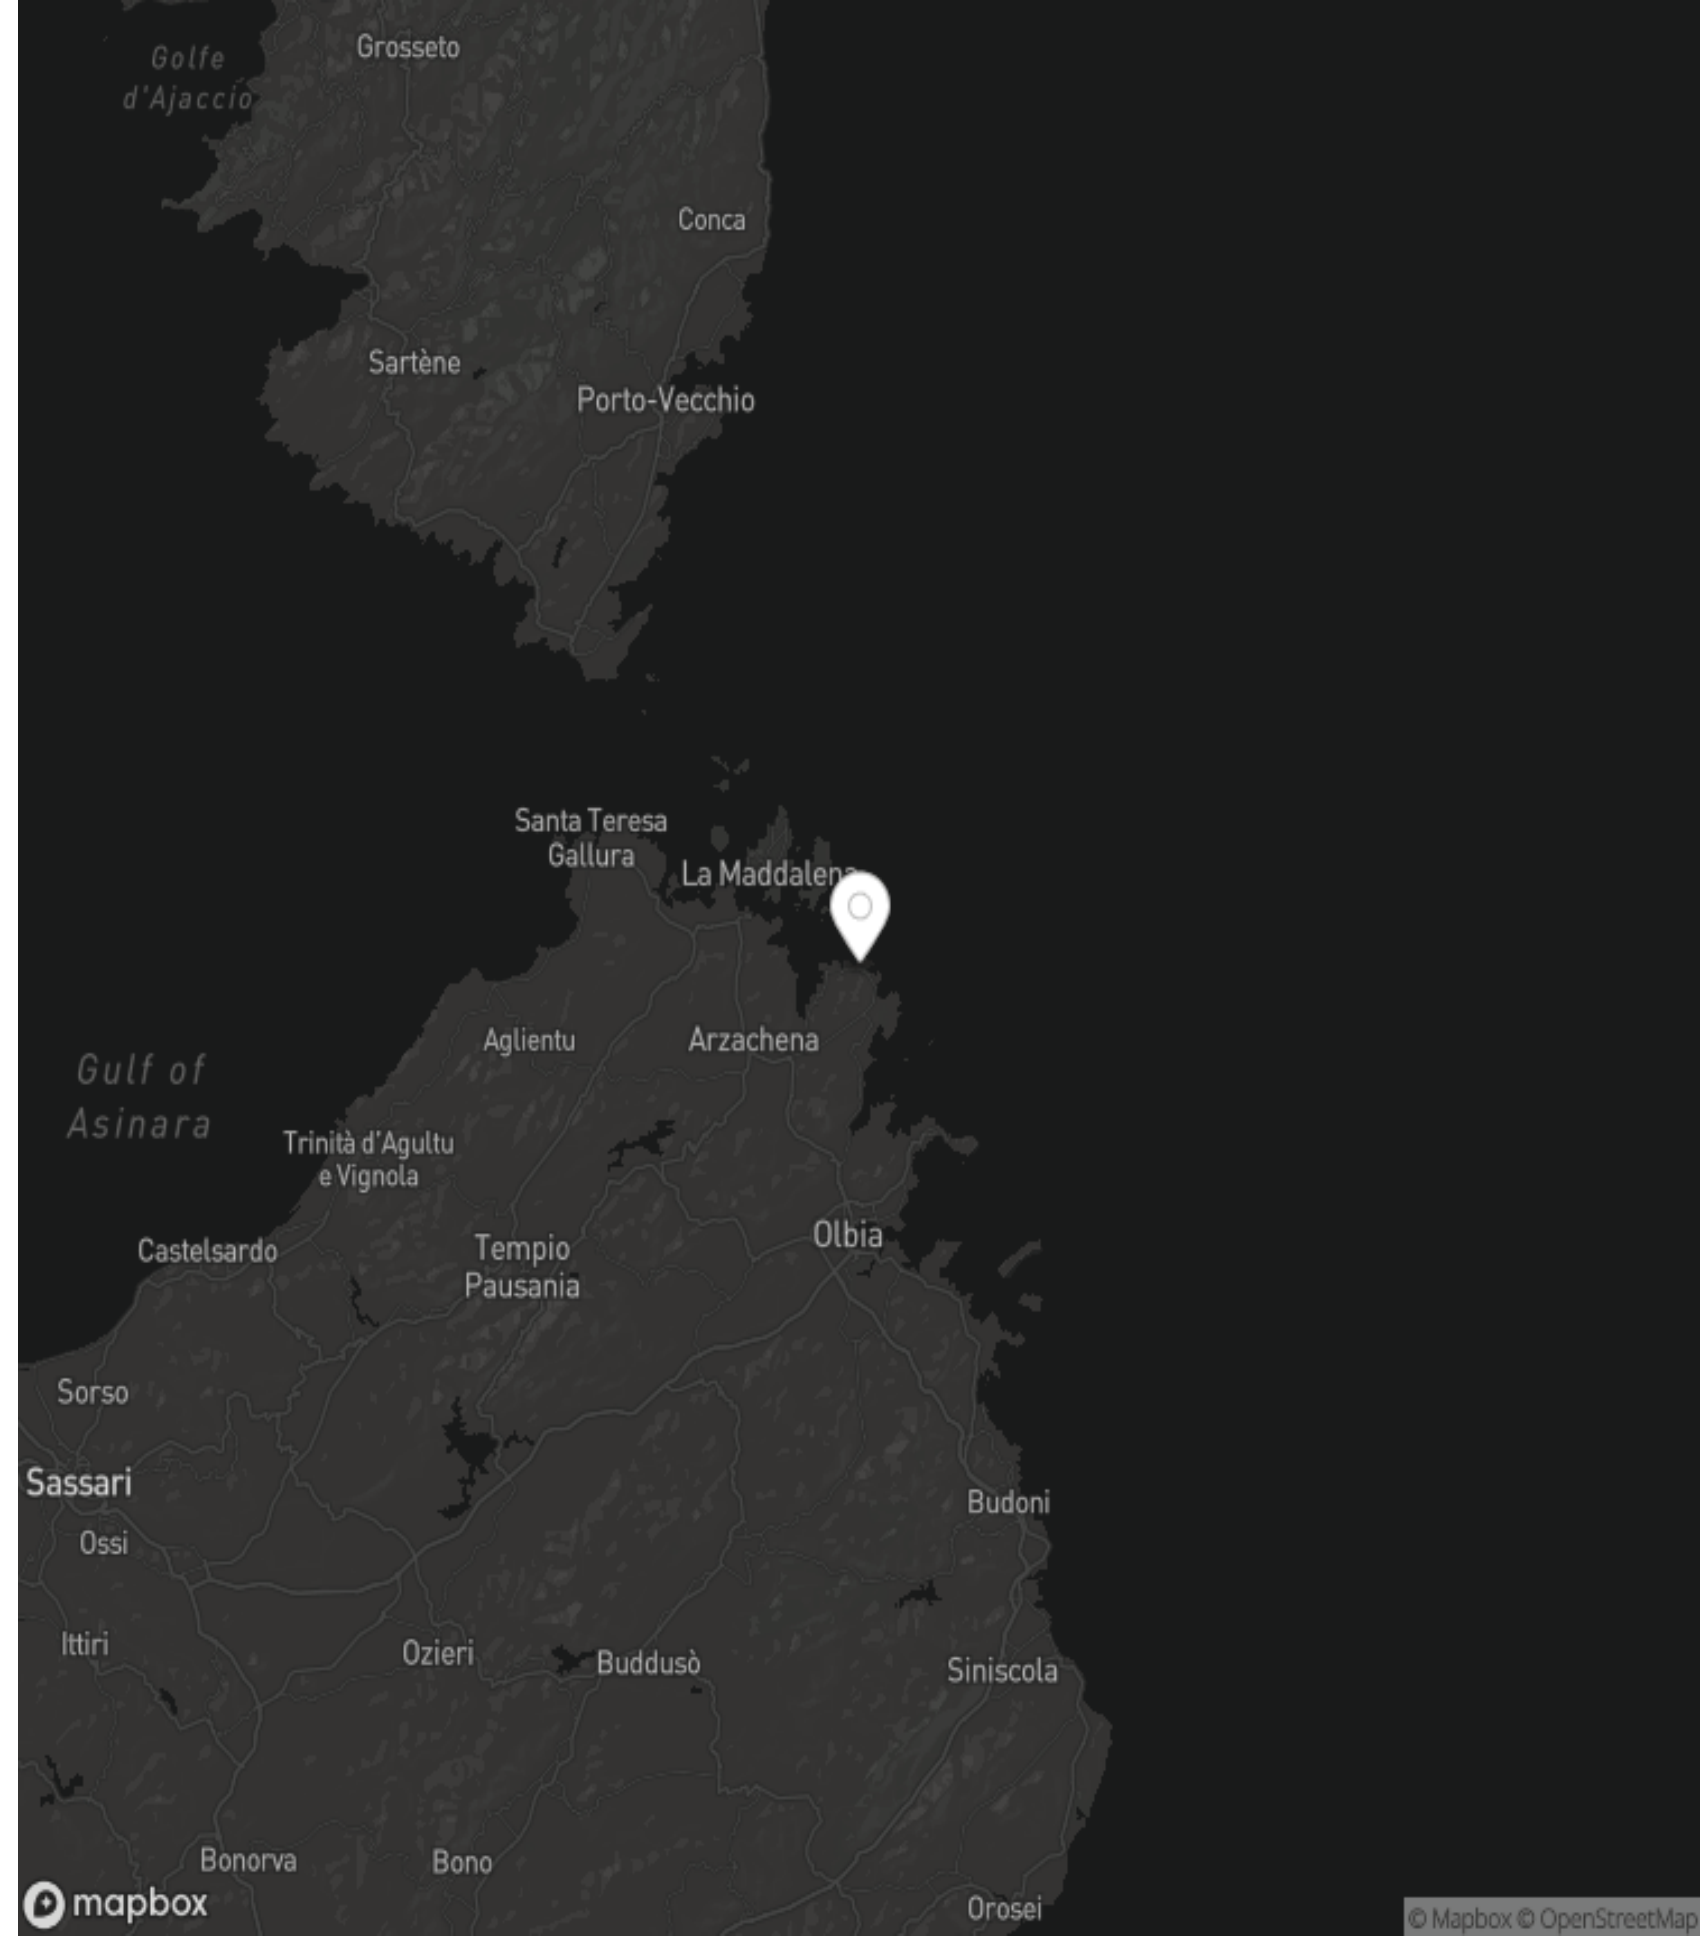 Grosseto
Golfe
d'Ajaccio
Conca
Sartène
Porto-Vecchio
Santa Teresa
Gallura
La Maddalena
Aglientu
Arzachena
Gulf of
Asinara
Trinità d'Agultu
e Vignola
Olbia
Castelsardo
Tempio
Pausania
Sorso
Sassari
Budoni
Ossi
Ittiri
Ozieri
Buddusò
Siniscola
Bonorva
Bono
mapbox
Orosei
© Mapbox © OpenStreetMap